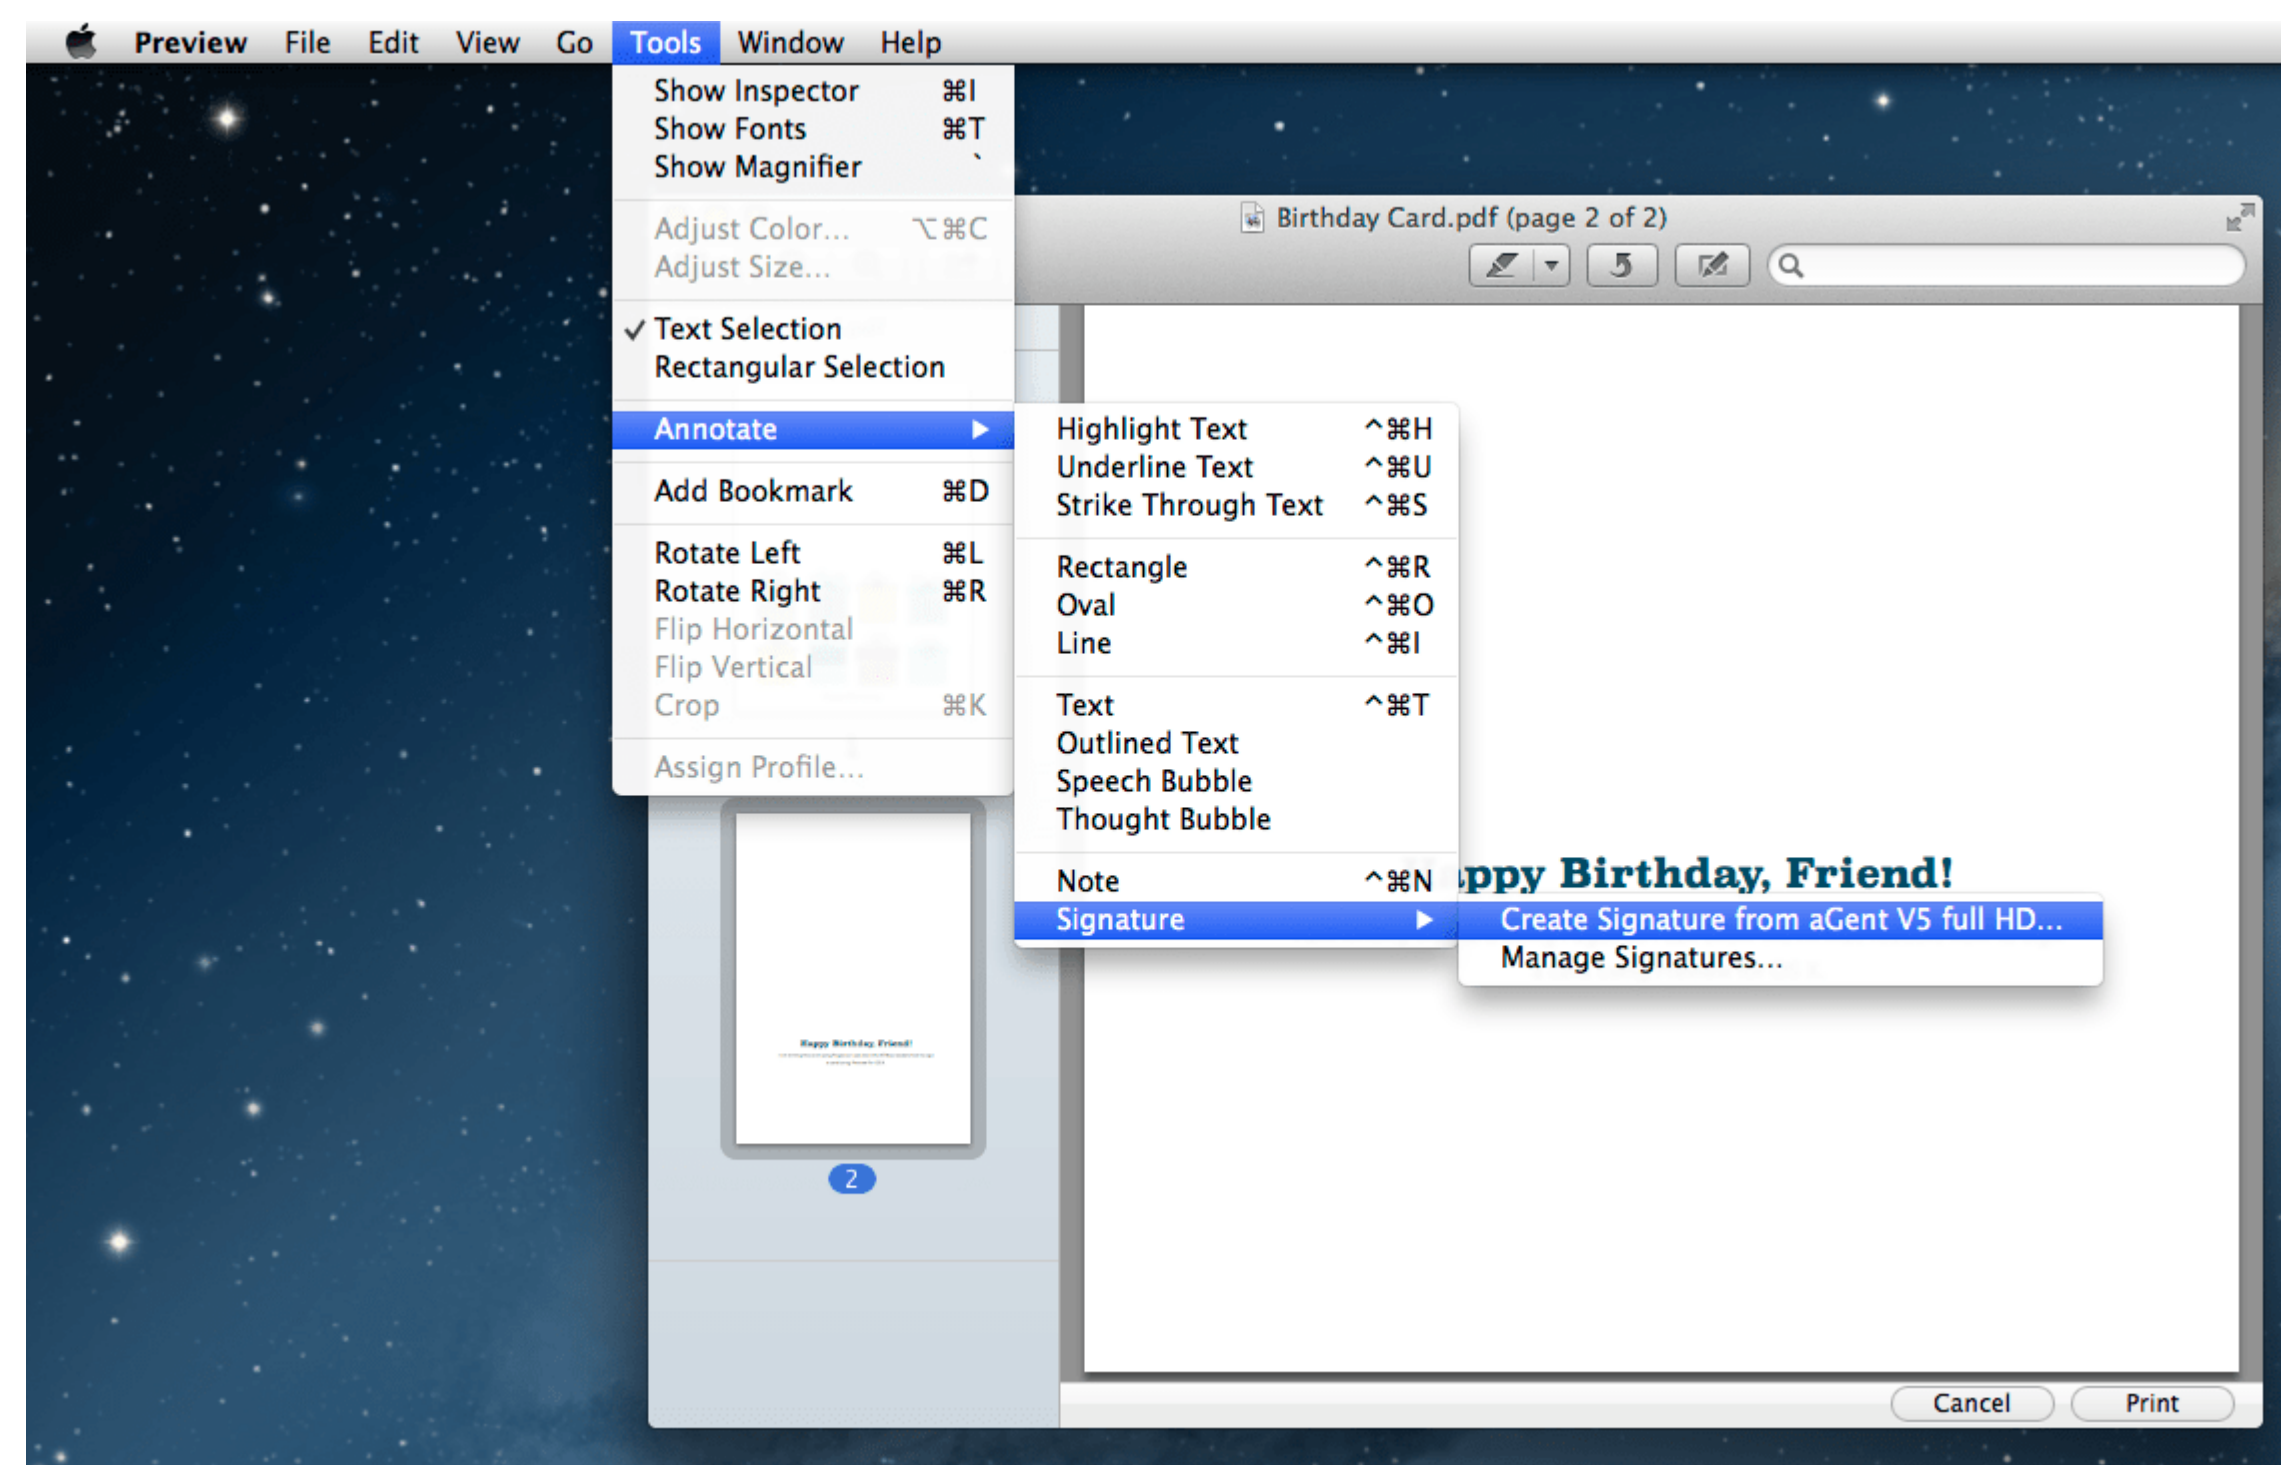 Preview File Edit View Go Tools Window Help
Show Inspector ⌘I
Show Fonts ⌘T
Show Magnifier `
Adjust Color... ⌥⌘C
Adjust Size...
✓ Text Selection
Rectangular Selection
Annotate ▶
Add Bookmark ⌘D
Rotate Left ⌘L
Rotate Right ⌘R
Flip Horizontal
Flip Vertical
Crop ⌘K
Assign Profile...
Highlight Text ^⌘H
Underline Text ^⌘U
Strike Through Text ^⌘S
Rectangle ^⌘R
Oval ^⌘O
Line ^⌘I
Text ^⌘T
Outlined Text
Speech Bubble
Thought Bubble
Note ^⌘N
Signature ▶
Create Signature from aGent V5 full HD...
Manage Signatures...
Birthday Card.pdf (page 2 of 2)
ppy Birthday, Friend!
Happy Birthday, Friend!
2
Cancel
Print